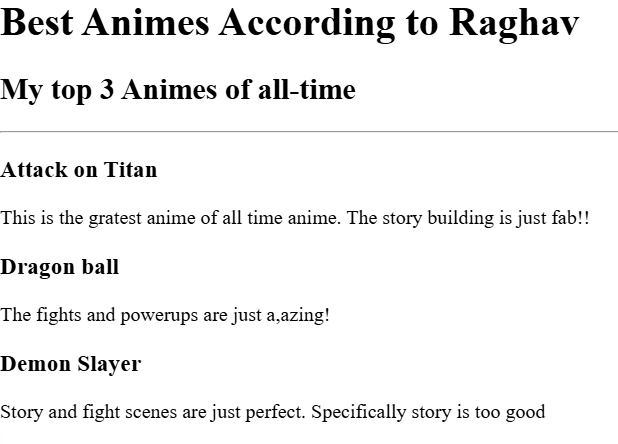 Best Animes According to Raghav
My top 3 Animes of all-time
Attack on Titan
This is the gratest anime of all time anime. The story building is just fab!!
Dragon ball
The fights and powerups are just a,azing!
Demon Slayer
Story and fight scenes are just perfect. Specifically story is too good